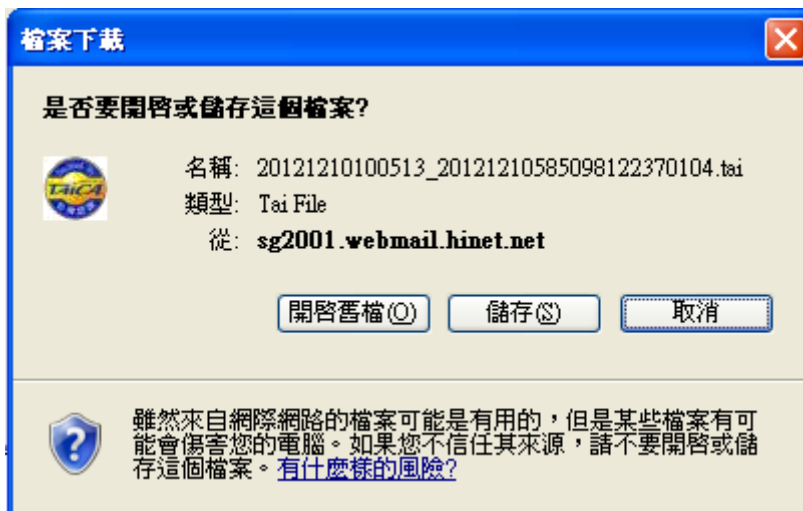 檔案下載
是否要開啓或儲存這個檔案?
TAiCA
名稱: 20121210100513_20121210585098122370104.tai
類型: Tai File
從: sg2001.webmail.hinet.net
開啓舊檔(O) 儲存(S) 取消
雖然來自網際網路的檔案可能是有用的，但是某些檔案有可
能會傷害您的電腦。如果您不信任其來源，請不要開啓或儲
存這個檔案。有什麼樣的風險?